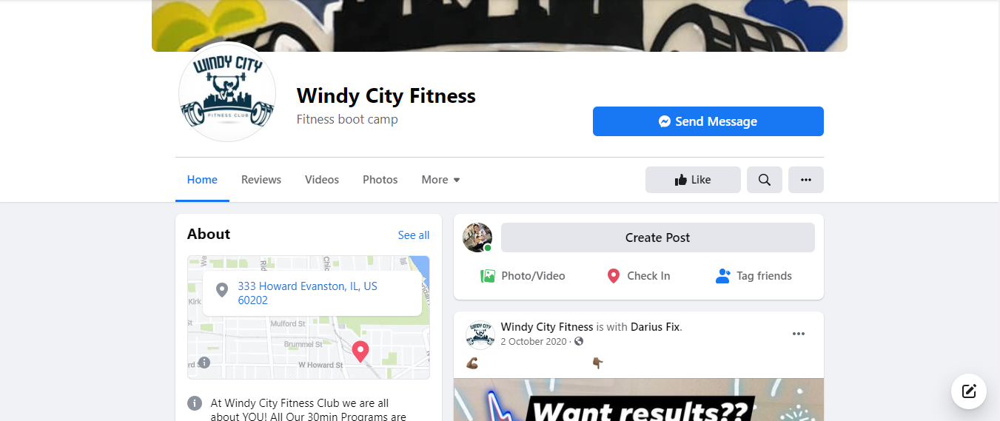 WINDY CITY
FITNESS CLUB
Windy City Fitness
Fitness boot camp
Send Message
Home
Reviews
Videos
Photos
More
Like
About
See all
333 Howard Evanston, IL, US
60202
Kirk
Mulford St
Brummel St
W Howard St
At Windy City Fitness Club we are all
about YOU! All Our 30min Programs are
Create Post
Photo/Video
Check In
Tag friends
WINDY CITY
Windy City Fitness is with Darius Fix.
2 October 2020 ·
Want results??